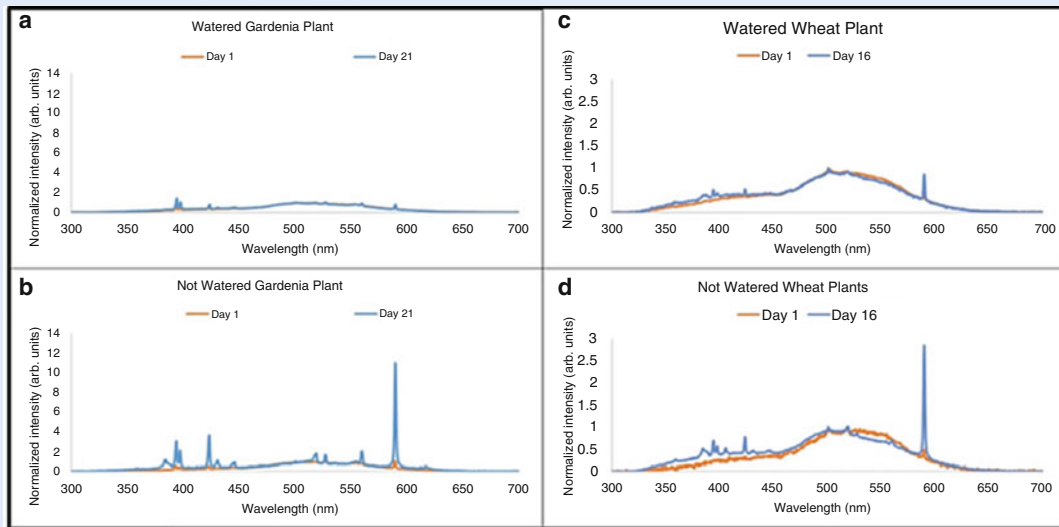 a
Watered Gardenia Plant
Day 1 Day 21
Normalized intensity (arb. units)
14
12
10
8
6
4
2
0
300 350 400 450 500 550 600 650 700
Wavelength (nm)
c
Watered Wheat Plant
Day 1 Day 16
Normalized intensity (arb. units)
3
2.5
2
1.5
1
0.5
0
300 350 400 450 500 550 600 650 700
Wavelength (nm)
b
Not Watered Gardenia Plant
Day 1 Day 21
Normalized intensity (arb. units)
14
12
10
8
6
4
2
0
300 350 400 450 500 550 600 650 700
Wavelength (nm)
d
Not Watered Wheat Plants
Day 1 Day 16
Normalized intensity (arb. units)
3
2.5
2
1.5
1
0.5
0
300 350 400 450 500 550 600 650 700
Wavelength (nm)